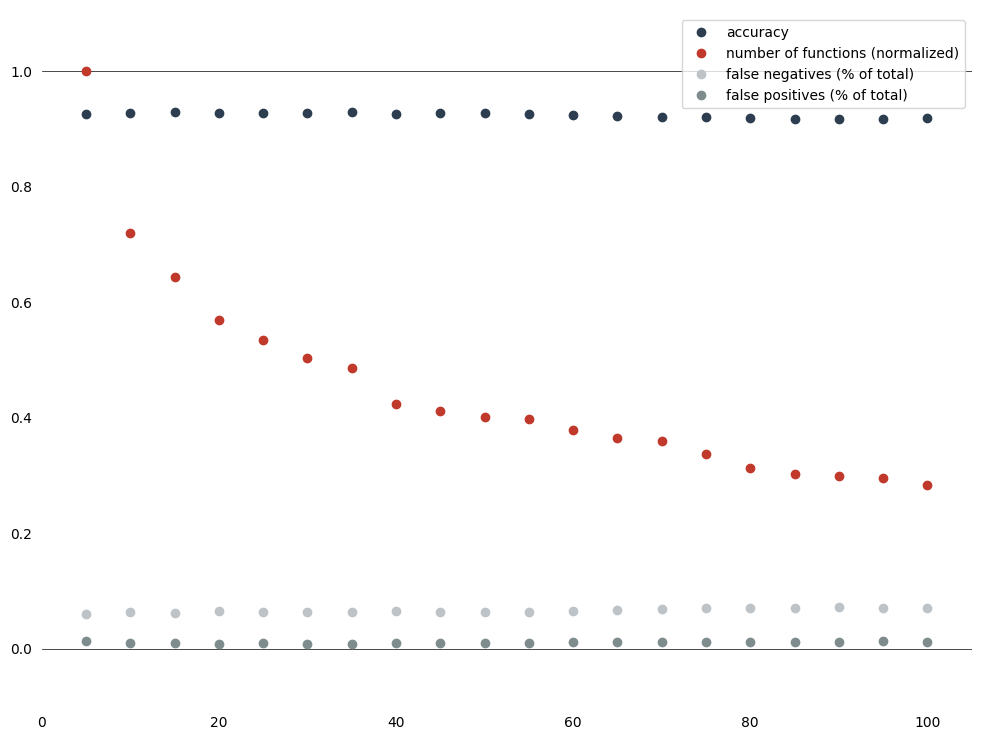 accuracy
number of functions (normalized)
false negatives (% of total)
false positives (% of total)
1.0
0.8
0.6
0.4
0.2
0.0
0 20 40 60 80 100